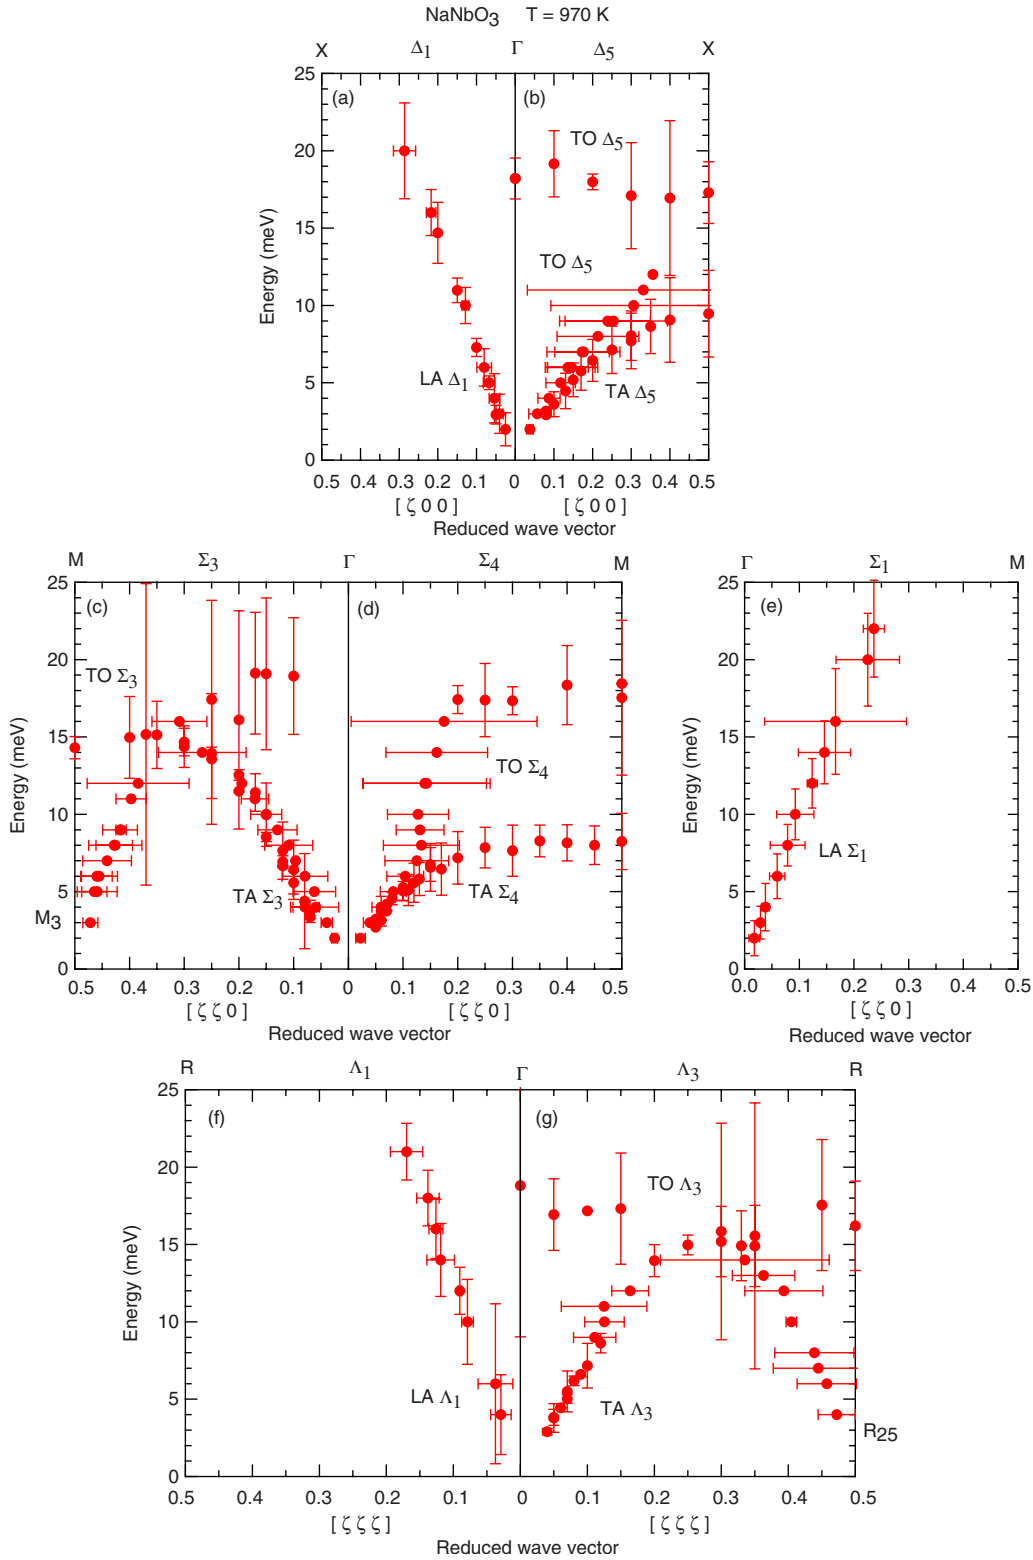 NaNbO3 T = 970 K
X Δ1 Γ Δ5 X
25
20
15
10
5
0
Energy (meV)
(a)
(b)
TO Δ5
TO Δ5
LA Δ1
TA Δ5
0.5 0.4 0.3 0.2 0.1 0 0.1 0.2 0.3 0.4 0.5
[ ζ 0 0 ] [ ζ 0 0 ]
Reduced wave vector
M Σ3 Γ Σ4 M
25
20
15
10
5
0
Energy (meV)
(c)
(d)
TO Σ3
TO Σ4
TA Σ3
TA Σ4
M3
0.5 0.4 0.3 0.2 0.1 0 0.1 0.2 0.3 0.4 0.5
[ ζ ζ 0 ] [ ζ ζ 0 ]
Reduced wave vector
Γ Σ1 M
25
20
15
10
5
0
Energy (meV)
(e)
LA Σ1
0.0 0.1 0.2 0.3 0.4 0.5
[ ζ ζ 0 ]
Reduced wave vector
R Λ1 Γ Λ3 R
25
20
15
10
5
0
Energy (meV)
(f)
(g)
TO Λ3
LA Λ1
TA Λ3
R25
0.5 0.4 0.3 0.2 0.1 0 0.1 0.2 0.3 0.4 0.5
[ ζ ζ ζ ] [ ζ ζ ζ ]
Reduced wave vector